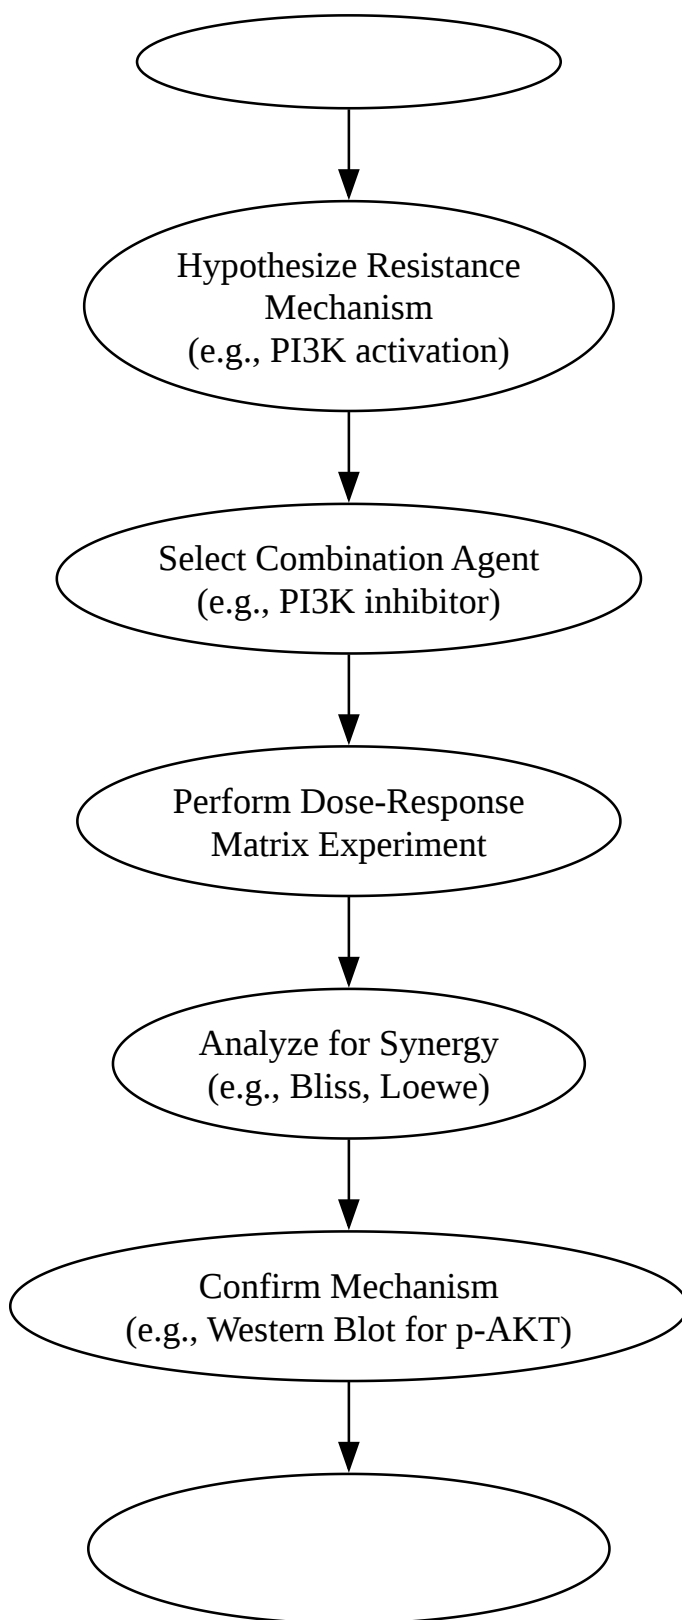 Hypothesize Resistance
Mechanism
(e.g., PI3K activation)
Select Combination Agent
(e.g., PI3K inhibitor)
Perform Dose-Response
Matrix Experiment
Analyze for Synergy
(e.g., Bliss, Loewe)
Confirm Mechanism
(e.g., Western Blot for p-AKT)